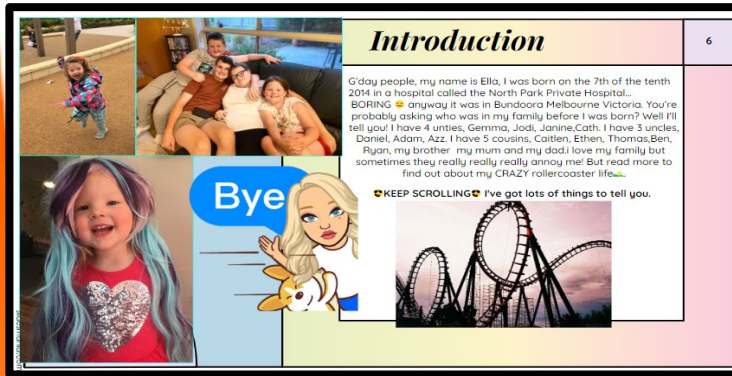 Introduction
6
G'day people, my name is Ella, I was born on the 7th of the tenth
2014 in a hospital called the North Park Private Hospital...
BORING 😑 anyway it was in Bundoora Melbourne Victoria. You're
probably asking who was in my family before I was born? Well I'll
tell you! I have 4 unties, Gemma, Jodi, Janine,Cath. I have 3 uncles,
Daniel, Adam, Azz. I have 5 cousins, Caitlen, Ethen, Thomas,Ben,
Ryan, my brother my mum and my dad.i love my family but
sometimes they really really really annoy me! But read more to
find out about my CRAZY rollercoaster life🎢.
🤩KEEP SCROLLING🤩 I've got lots of things to tell you.
Bye